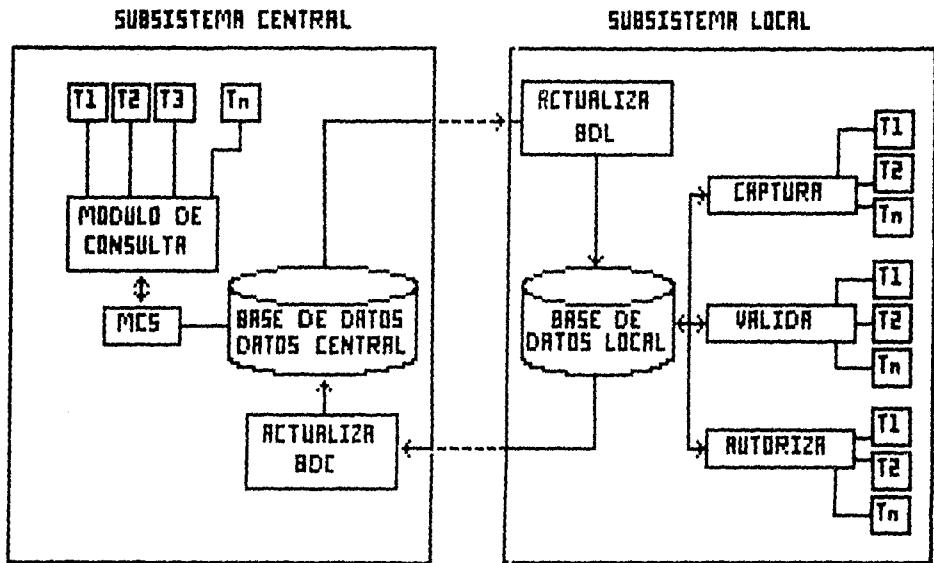 SUBSISTEMA CENTRAL
T1 T2 T3 Tn
MODULO DE
CONSULTA
MCS
BASE DE DATOS
DATOS CENTRAL
ACTUALIZA
BDC
SUBSISTEMA LOCAL
ACTUALIZA
BDL
BASE DE
DATOS LOCAL
CAPTURA
T1
T2
Tn
VALIDA
T1
T2
Tn
AUTORIZA
T1
T2
Tn